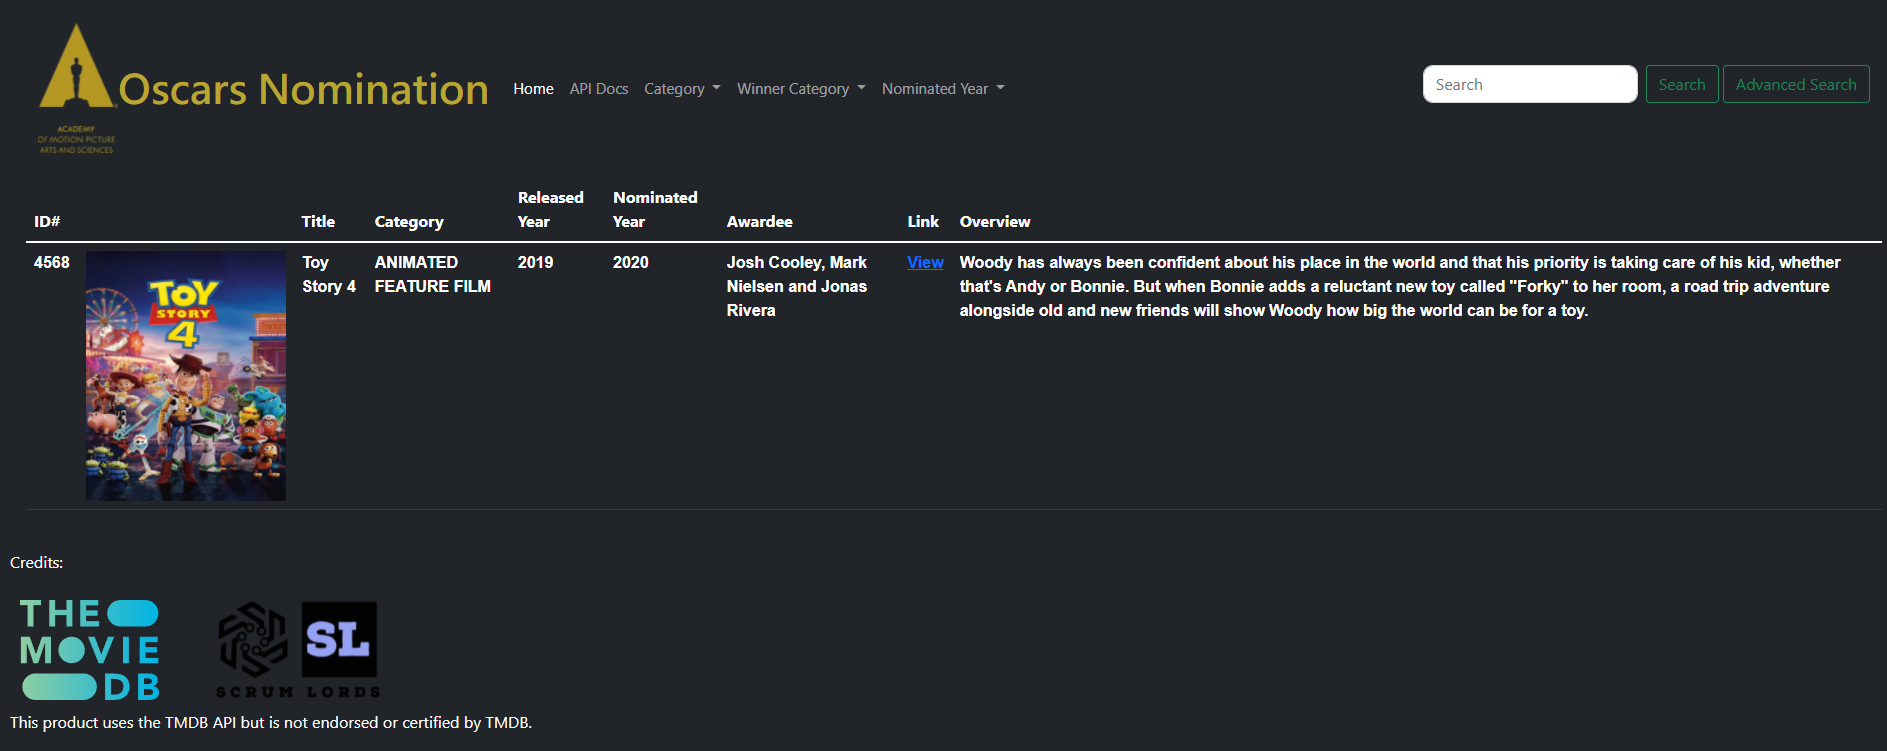 Oscars Nomination
Home API Docs Category Winner Category Nominated Year
Search Search Advanced Search
ACADEMY
OF MOTION PICTURE
ARTS AND SCIENCES
ID# Title Category Released Year Nominated Year Awardee Link Overview
4568
TOY
STORY
4
Toy
Story 4
ANIMATED
FEATURE FILM
2019
2020
Josh Cooley, Mark
Nielsen and Jonas
Rivera
View
Woody has always been confident about his place in the world and that his priority is taking care of his kid, whether
that's Andy or Bonnie. But when Bonnie adds a reluctant new toy called "Forky" to her room, a road trip adventure
alongside old and new friends will show Woody how big the world can be for a toy.
Credits:
THE
MOVIE
DB
SL
SCRUM LORDS
This product uses the TMDB API but is not endorsed or certified by TMDB.